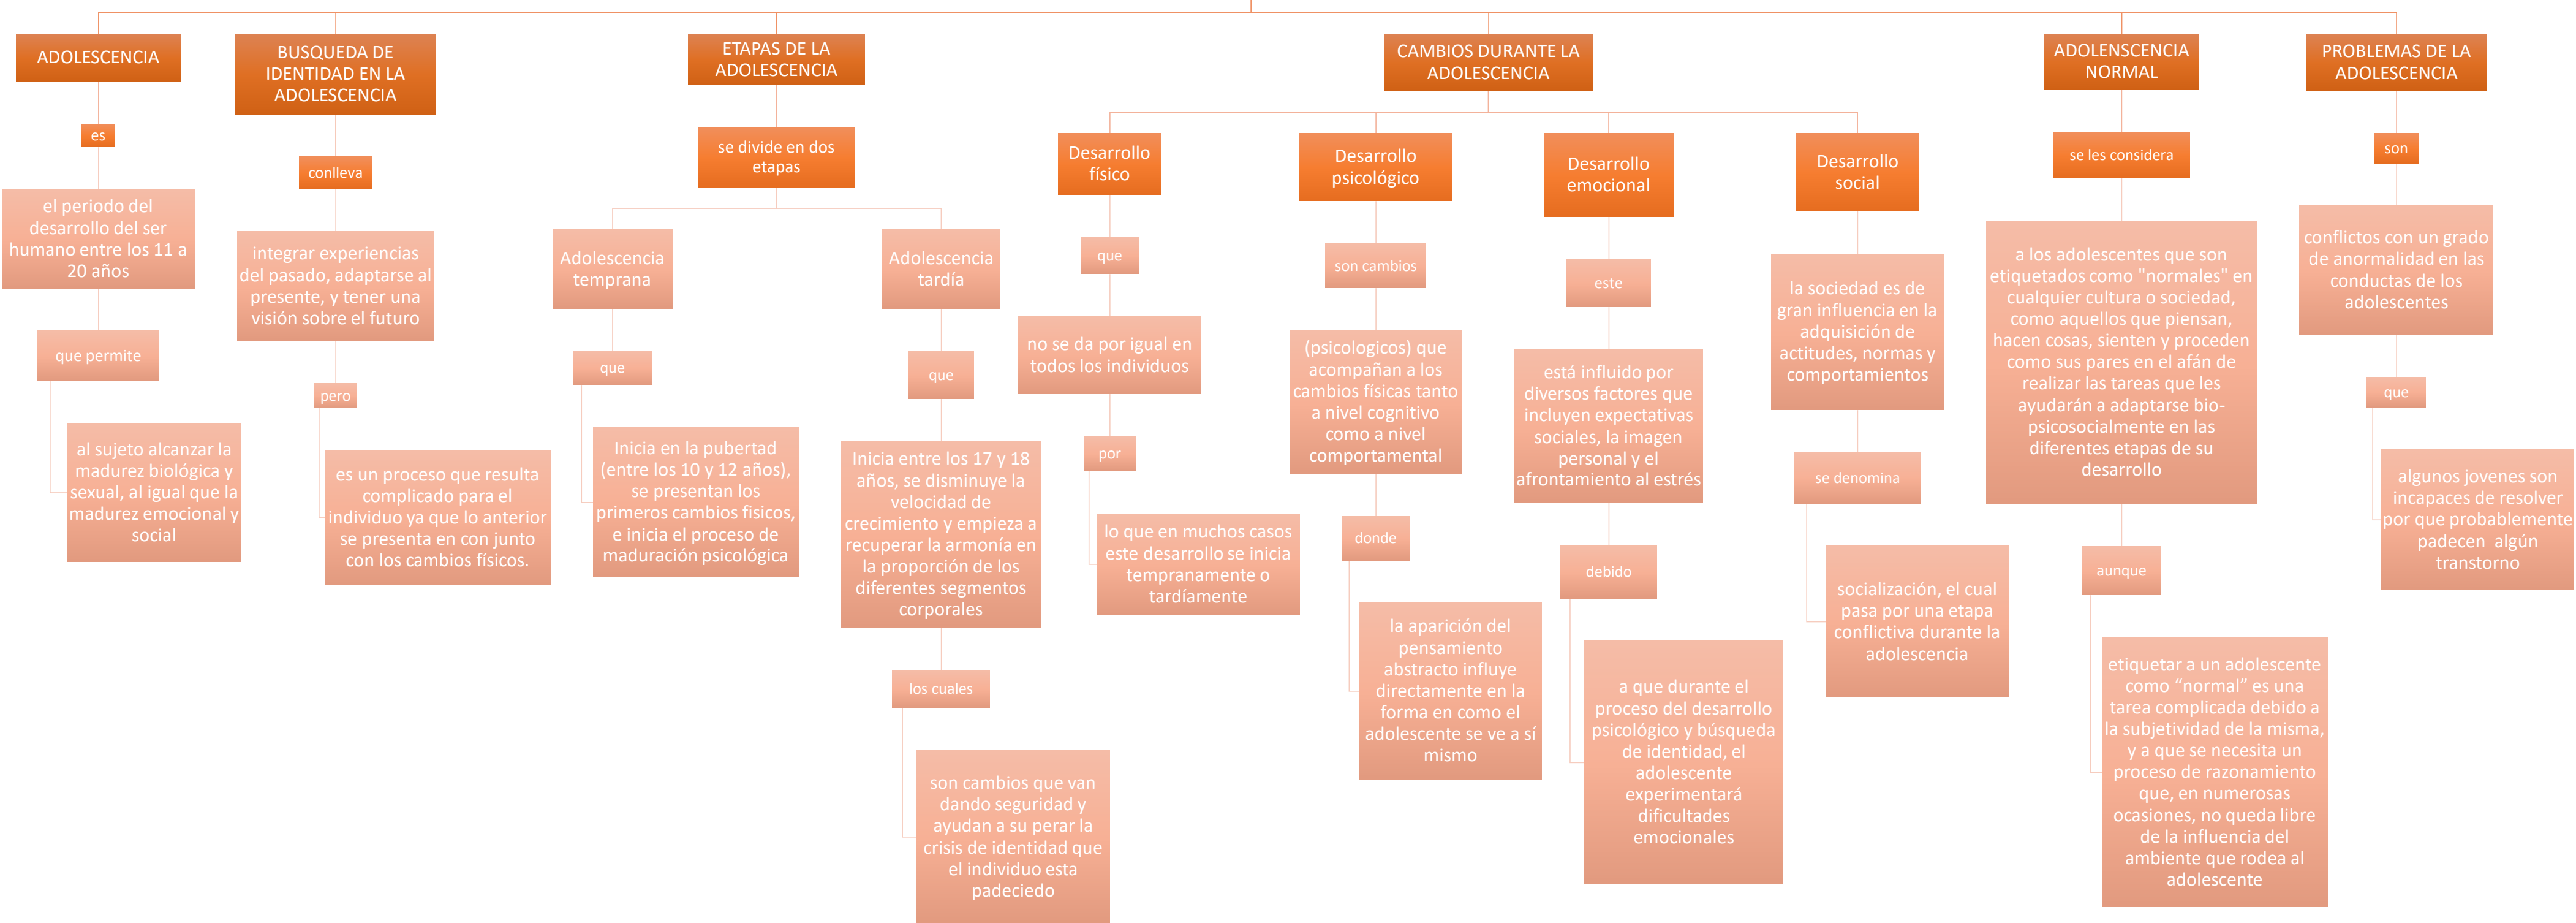 ADOLESCENCIA
es
el periodo del
desarrollo del ser
humano entre los 11 a
20 años
que permite
al sujeto alcanzar la
madurez biológica y
sexual, al igual que la
madurez emocional y
social
BUSQUEDA DE
IDENTIDAD EN LA
ADOLESCENCIA
conlleva
integrar experiencias
del pasado, adaptarse al
presente, y tener una
visión sobre el futuro
pero
es un proceso que resulta
complicado para el
individuo ya que lo anterior
se presenta en con junto
con los cambios físicos.
ETAPAS DE LA
ADOLESCENCIA
se divide en dos
etapas
Adolescencia
temprana
que
Inicia en la pubertad
(entre los 10 y 12 años),
se presentan los
primeros cambios fisicos,
e inicia el proceso de
maduración psicológica
Adolescencia
tardía
que
Inicia entre los 17 y 18
años, se disminuye la
velocidad de
crecimiento y empieza a
recuperar la armonía en
la proporción de los
diferentes segmentos
corporales
los cuales
son cambios que van
dando seguridad y
ayudan a su perar la
crisis de identidad que
el individuo esta
padeciedo
CAMBIOS DURANTE LA
ADOLESCENCIA
Desarrollo
físico
que
no se da por igual en
todos los individuos
por
lo que en muchos casos
este desarrollo se inicia
tempranamente o
tardíamente
Desarrollo
psicológico
son cambios
(psicologicos) que
acompañan a los
cambios físicas tanto
a nivel cognitivo
como a nivel
comportamental
donde
la aparición del
pensamiento
abstracto influye
directamente en la
forma en como el
adolescente se ve a sí
mismo
Desarrollo
emocional
este
está influido por
diversos factores que
incluyen expectativas
sociales, la imagen
personal y el
afrontamiento al estrés
debido
a que durante el
proceso del desarrollo
psicológico y búsqueda
de identidad, el
adolescente
experimentará
dificultades
emocionales
Desarrollo
social
la sociedad es de
gran influencia en la
adquisición de
actitudes, normas y
comportamientos
se denomina
socialización, el cual
pasa por una etapa
conflictiva durante la
adolescencia
ADOLENSCENCIA
NORMAL
se les considera
a los adolescentes que son
etiquetados como "normales" en
cualquier cultura o sociedad,
como aquellos que piensan,
hacen cosas, sienten y proceden
como sus pares en el afán de
realizar las tareas que les
ayudarán a adaptarse bio-
psicosocialmente en las
diferentes etapas de su
desarrollo
aunque
etiquetar a un adolescente
como “normal” es una
tarea complicada debido a
la subjetividad de la misma,
y a que se necesita un
proceso de razonamiento
que, en numerosas
ocasiones, no queda libre
de la influencia del
ambiente que rodea al
adolescente
PROBLEMAS DE LA
ADOLESCENCIA
son
conflictos con un grado
de anormalidad en las
conductas de los
adolescentes
que
algunos jovenes son
incapaces de resolver
por que probablemente
padecen algún
transtorno